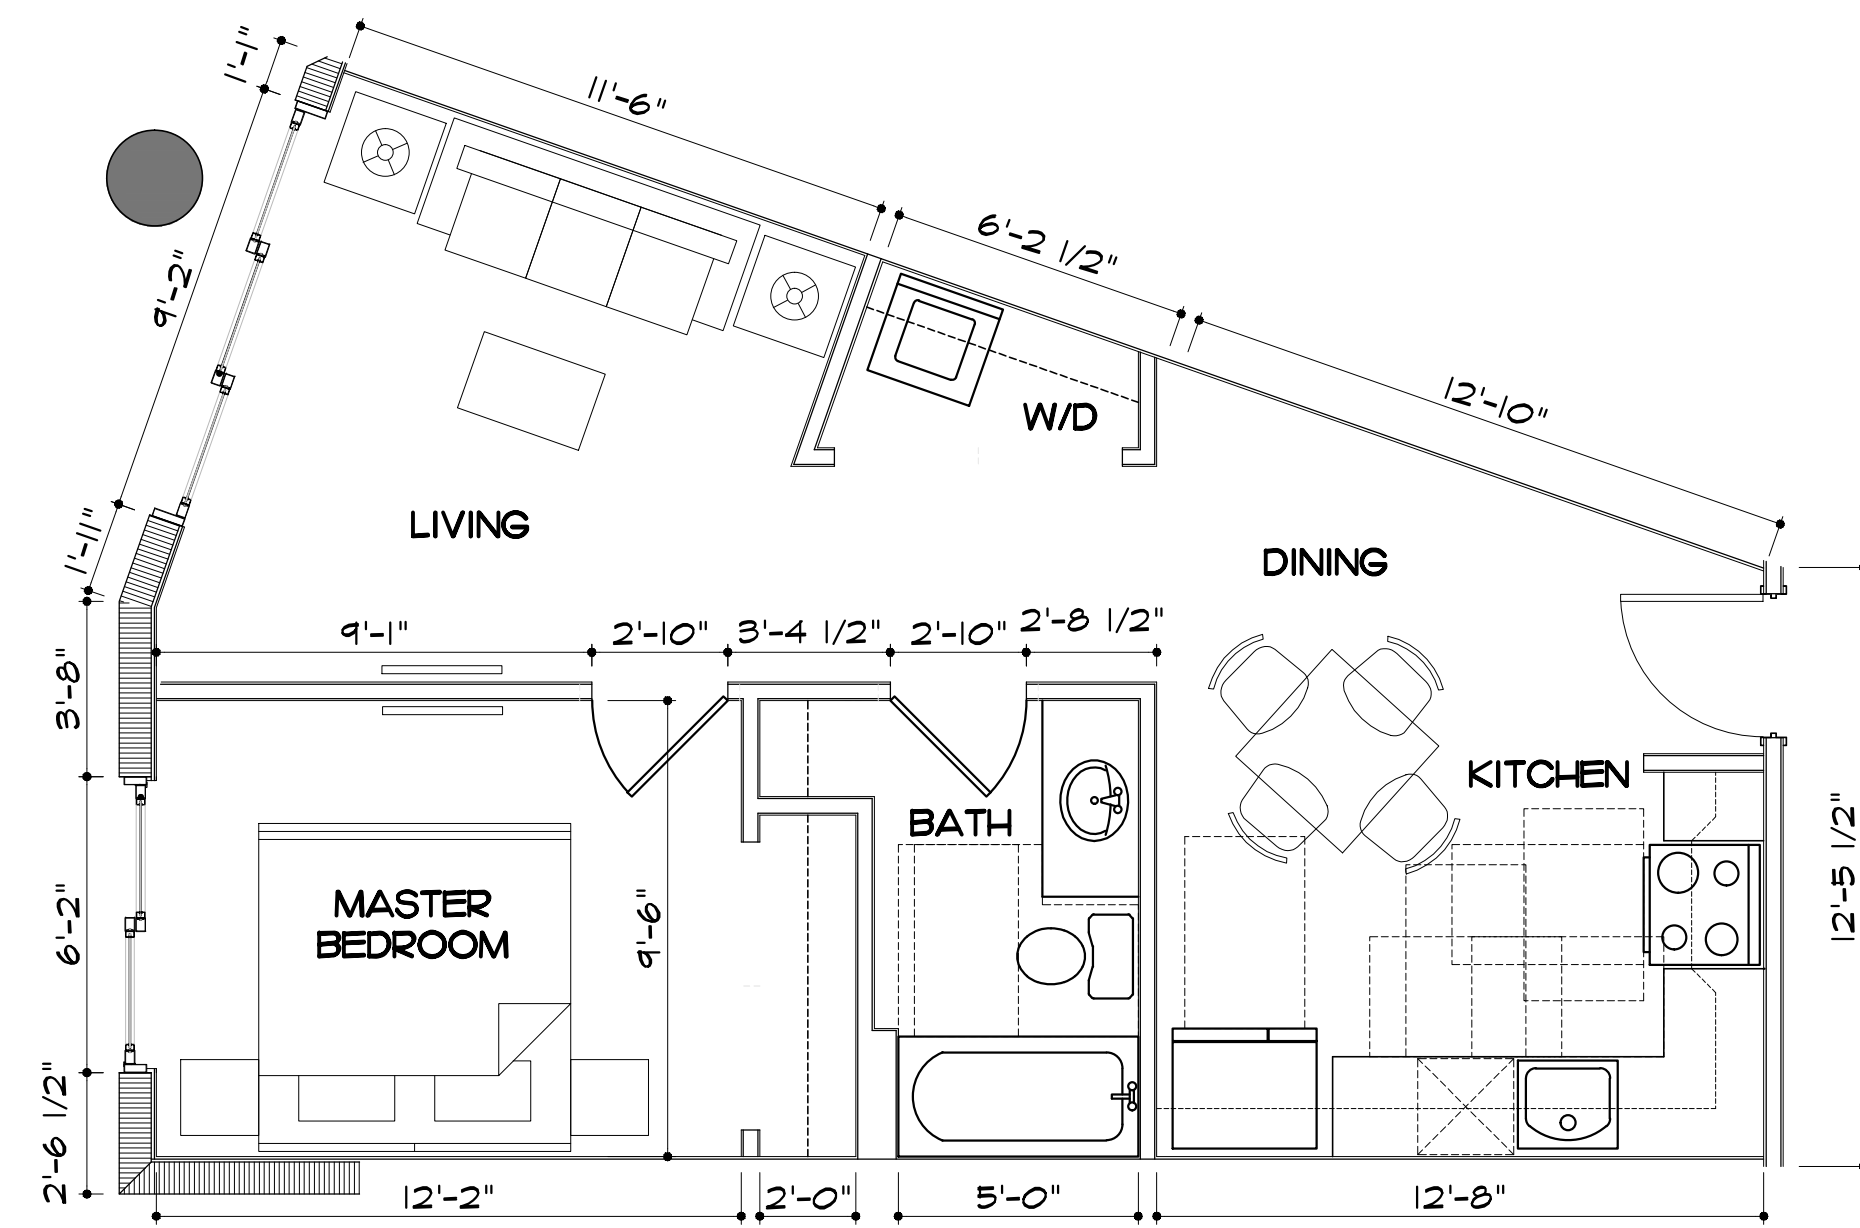 1'-1"
11'-6"
6'-2 1/2"
9'-2"
12'-10"
W/D
1'-11"
LIVING
DINING
9'-1"
2'-10"
3'-4 1/2"
2'-10"
2'-8 1/2"
3'-8"
KITCHEN
BATH
12'-5 1/2"
MASTER
BEDROOM
9'-6"
6'-2"
2'-6 1/2"
12'-2"
2'-0"
5'-0"
12'-8"